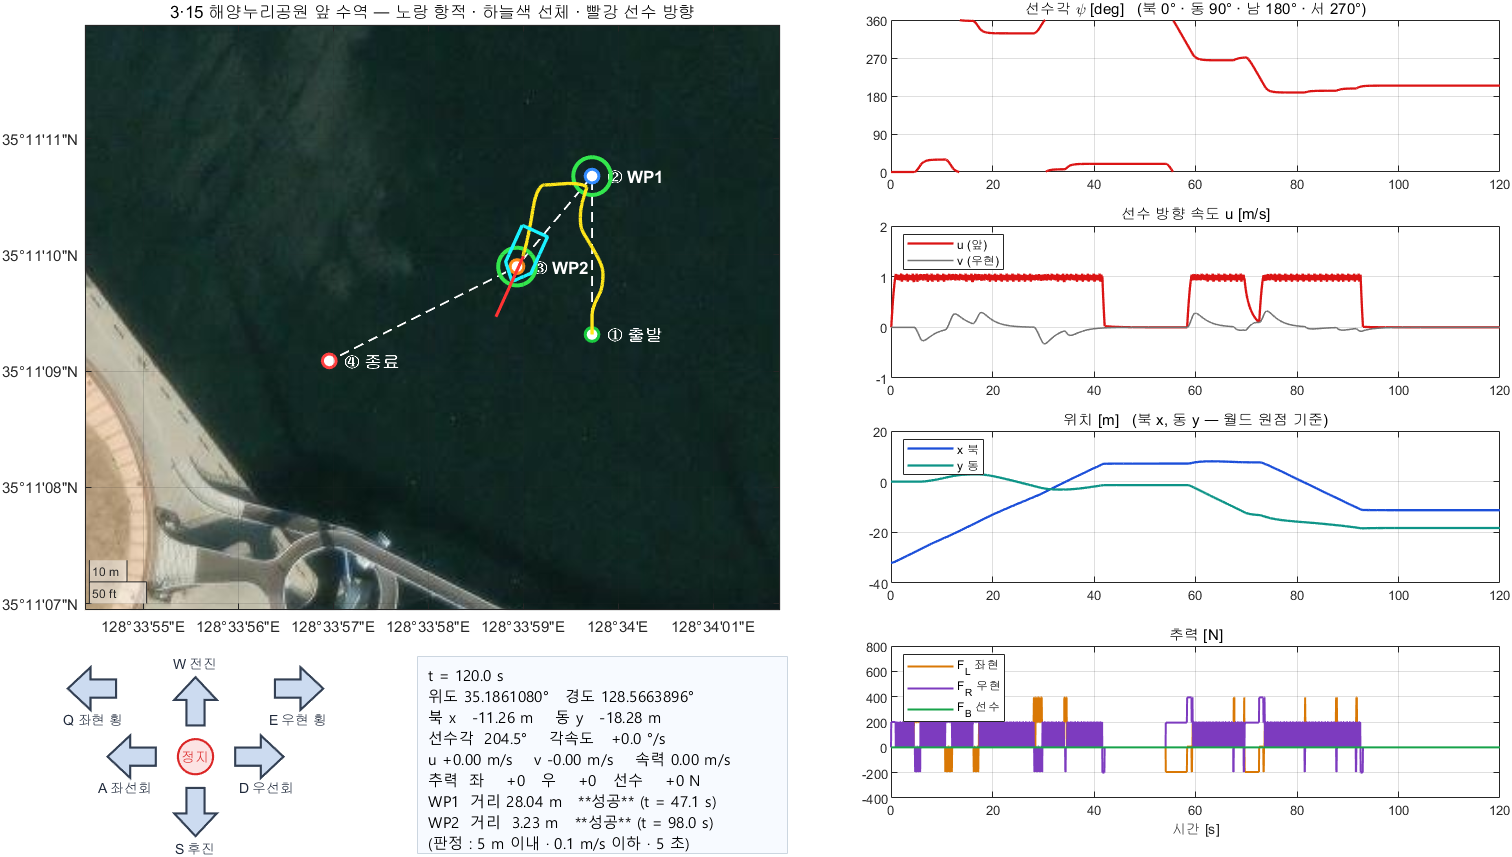 3·15 해양누리공원 앞 수역 — 노랑 항적 · 하늘색 선체 · 빨강 선수 방향
35°11'11"N
35°11'10"N
35°11'09"N
35°11'08"N
35°11'07"N
② WP1
③ WP2
① 출발
④ 종료
10 m
50 ft
128°33'55"E 128°33'56"E 128°33'57"E 128°33'58"E 128°33'59"E 128°34'E 128°34'01"E
W 전진
Q 좌현 횡
E 우현 횡
정지
A 좌선회
D 우선회
S 후진
t = 120.0 s
위도 35.1861080° 경도 128.5663896°
북 x -11.26 m 동 y -18.28 m
선수각 204.5° 각속도 +0.0 °/s
u +0.00 m/s v -0.00 m/s 속력 0.00 m/s
추력 좌 +0 우 +0 선수 +0 N
WP1 거리 28.04 m **성공** (t = 47.1 s)
WP2 거리 3.23 m **성공** (t = 98.0 s)
(판정 : 5 m 이내 · 0.1 m/s 이하 · 5 초)
선수각 ψ [deg] (북 0° · 동 90° · 남 180° · 서 270°)
360
270
180
90
0
0 20 40 60 80 100 120
선수 방향 속도 u [m/s]
2
1
0
-1
u (앞)
v (우현)
0 20 40 60 80 100 120
위치 [m] (북 x, 동 y — 월드 원점 기준)
20
0
-20
-40
x 북
y 동
0 20 40 60 80 100 120
추력 [N]
800
600
400
200
0
-200
-400
F_L 좌현
F_R 우현
F_B 선수
0 20 40 60 80 100 120
시간 [s]